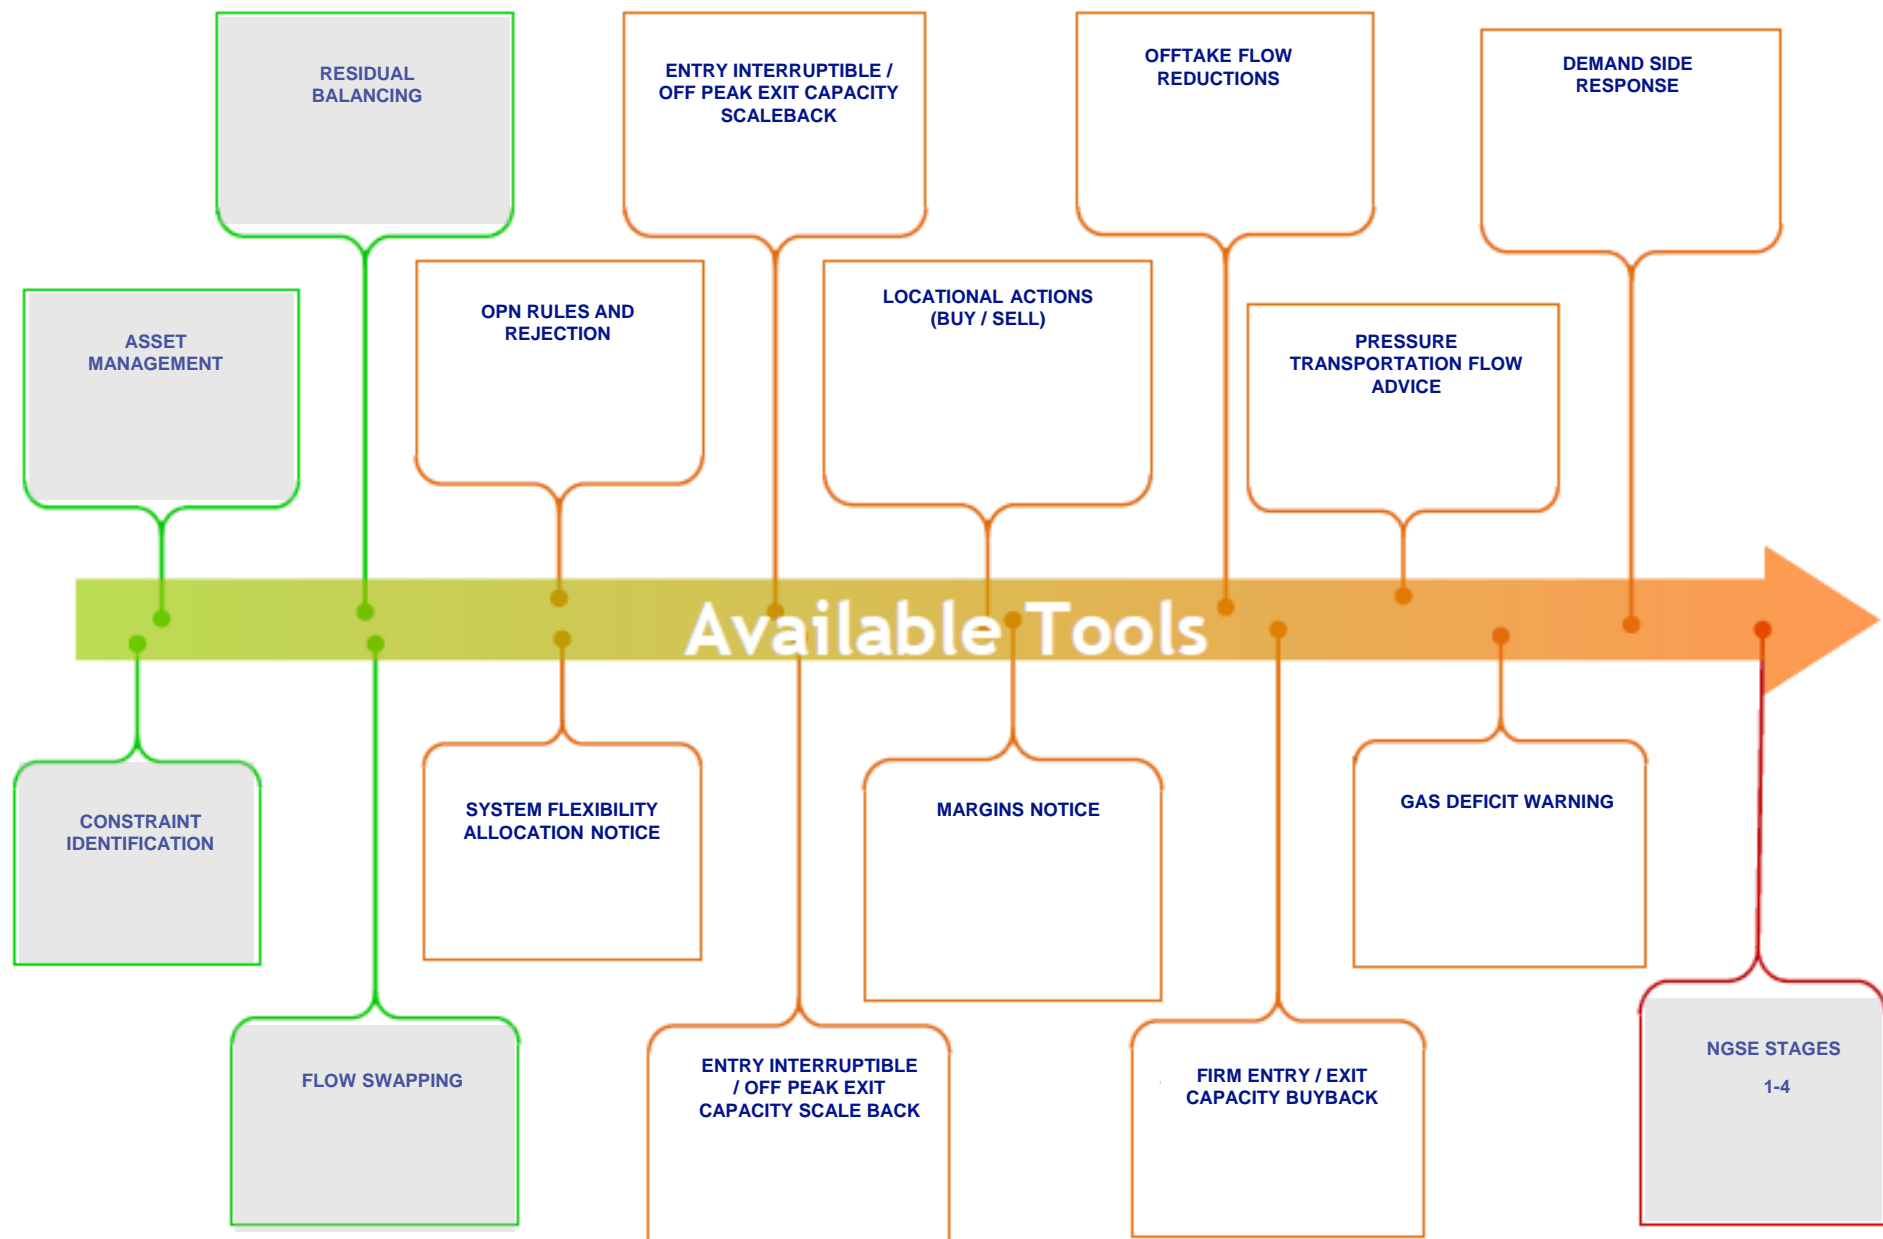 RESIDUAL
BALANCING
ENTRY INTERRUPTIBLE /
OFF PEAK EXIT CAPACITY
SCALEBACK
OFFTAKE FLOW
REDUCTIONS
DEMAND SIDE
RESPONSE
ASSET
MANAGEMENT
OPN RULES AND
REJECTION
LOCATIONAL ACTIONS
(BUY / SELL)
PRESSURE
TRANSPORTATION FLOW
ADVICE
Available Tools
CONSTRAINT
IDENTIFICATION
SYSTEM FLEXIBILITY
ALLOCATION NOTICE
MARGINS NOTICE
GAS DEFICIT WARNING
FLOW SWAPPING
ENTRY INTERRUPTIBLE
/ OFF PEAK EXIT
CAPACITY SCALE BACK
FIRM ENTRY / EXIT
CAPACITY BUYBACK
NGSE STAGES
1-4